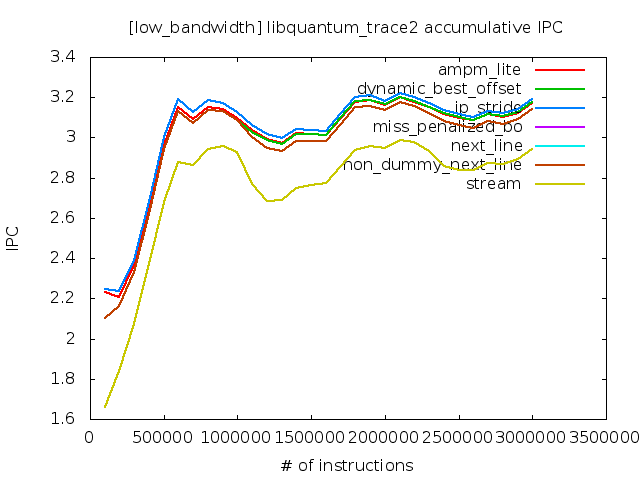 [low_bandwidth] libquantum_trace2 accumulative IPC
3.4
3.2
3
2.8
2.6
2.4
2.2
2
1.8
1.6
IPC
ampm_lite
dynamic_best_offset
ip_stride
miss_penalized_bo
next_line
non_dummy_next_line
stream
0 500000 1000000 1500000 2000000 2500000 3000000 3500000
# of instructions